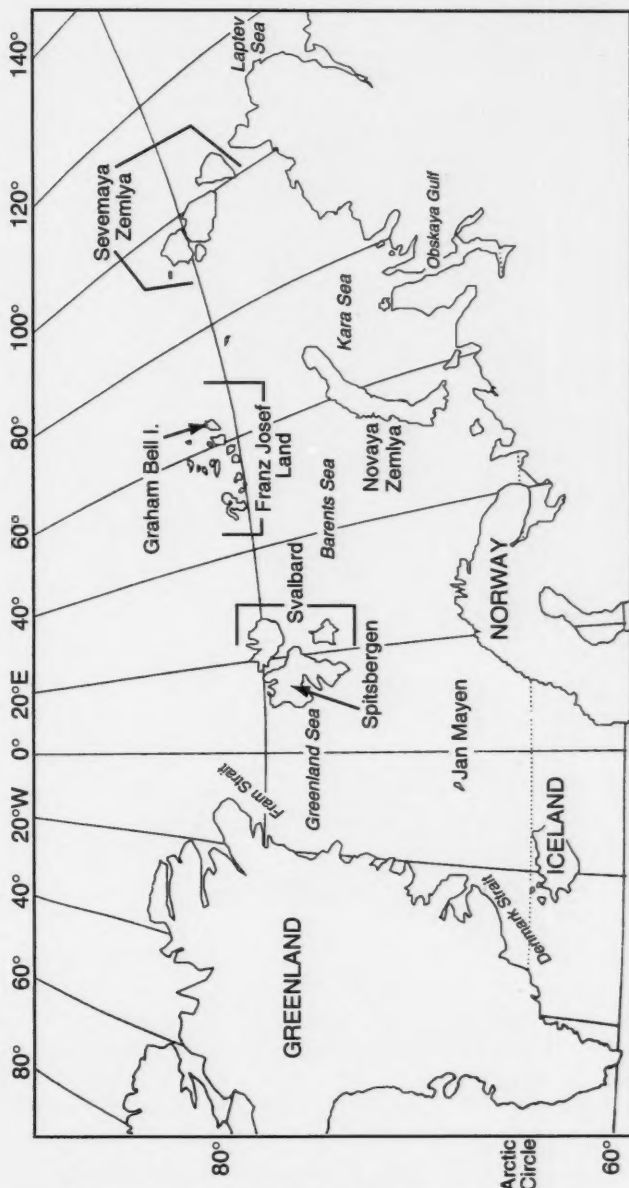 80°
60°
40°
20°W
0°
20°E
40°
60°
80°
100°
120°
140°
Laptev
Sea
Sevemaya
Zemlya
Graham Bell I.
Franz Josef
Land
Kara Sea
Obskaya Gulf
Svalbard
Barents Sea
Novaya
Zemlya
Fram Strait
Greenland Sea
Spitsbergen
NORWAY
GREENLAND
Jan Mayen
Denmark Strait
ICELAND
80°
Arctic
Circle
60°